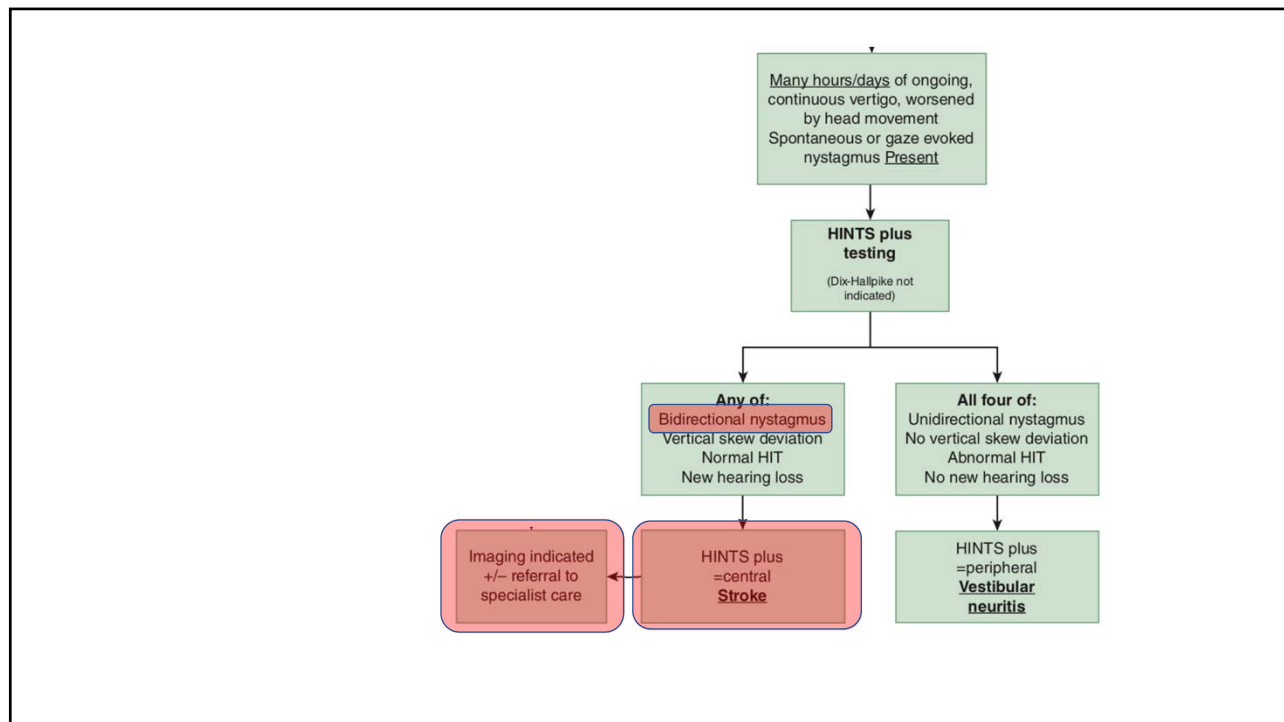 Many hours/days of ongoing,
continuous vertigo, worsened
by head movement
Spontaneous or gaze evoked
nystagmus Present
HINTS plus
testing
(Dix-Hallpike not
indicated)
Any of:
Bidirectional nystagmus
Vertical skew deviation
Normal HIT
New hearing loss
All four of:
Unidirectional nystagmus
No vertical skew deviation
Abnormal HIT
No new hearing loss
Imaging indicated
+/– referral to
specialist care
HINTS plus
=central
Stroke
HINTS plus
=peripheral
Vestibular
neuritis